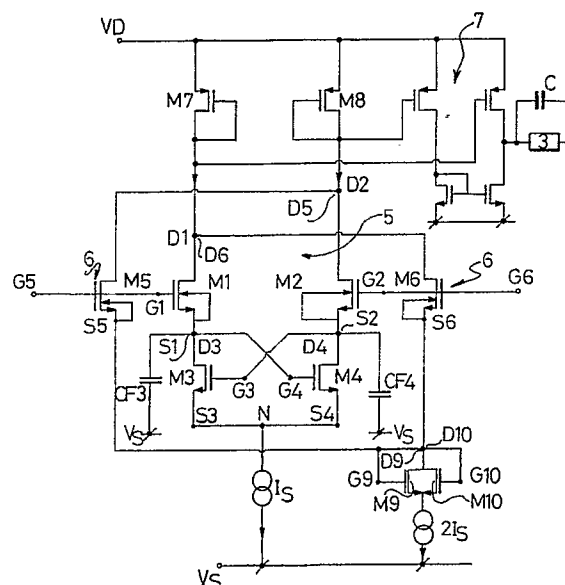 VD
7
M7
M8
C
3
D2
D5
5
D1
D6
6
M5
M1
M2
G2
M6
6
G5
G1
G6
S5
S1
D3
D4
S2
S6
CF3
M3
G3
G4
M4
CF4
VS
S3
N
S4
VS
D9
D10
IS
G9
G10
M9
M10
2IS
VS